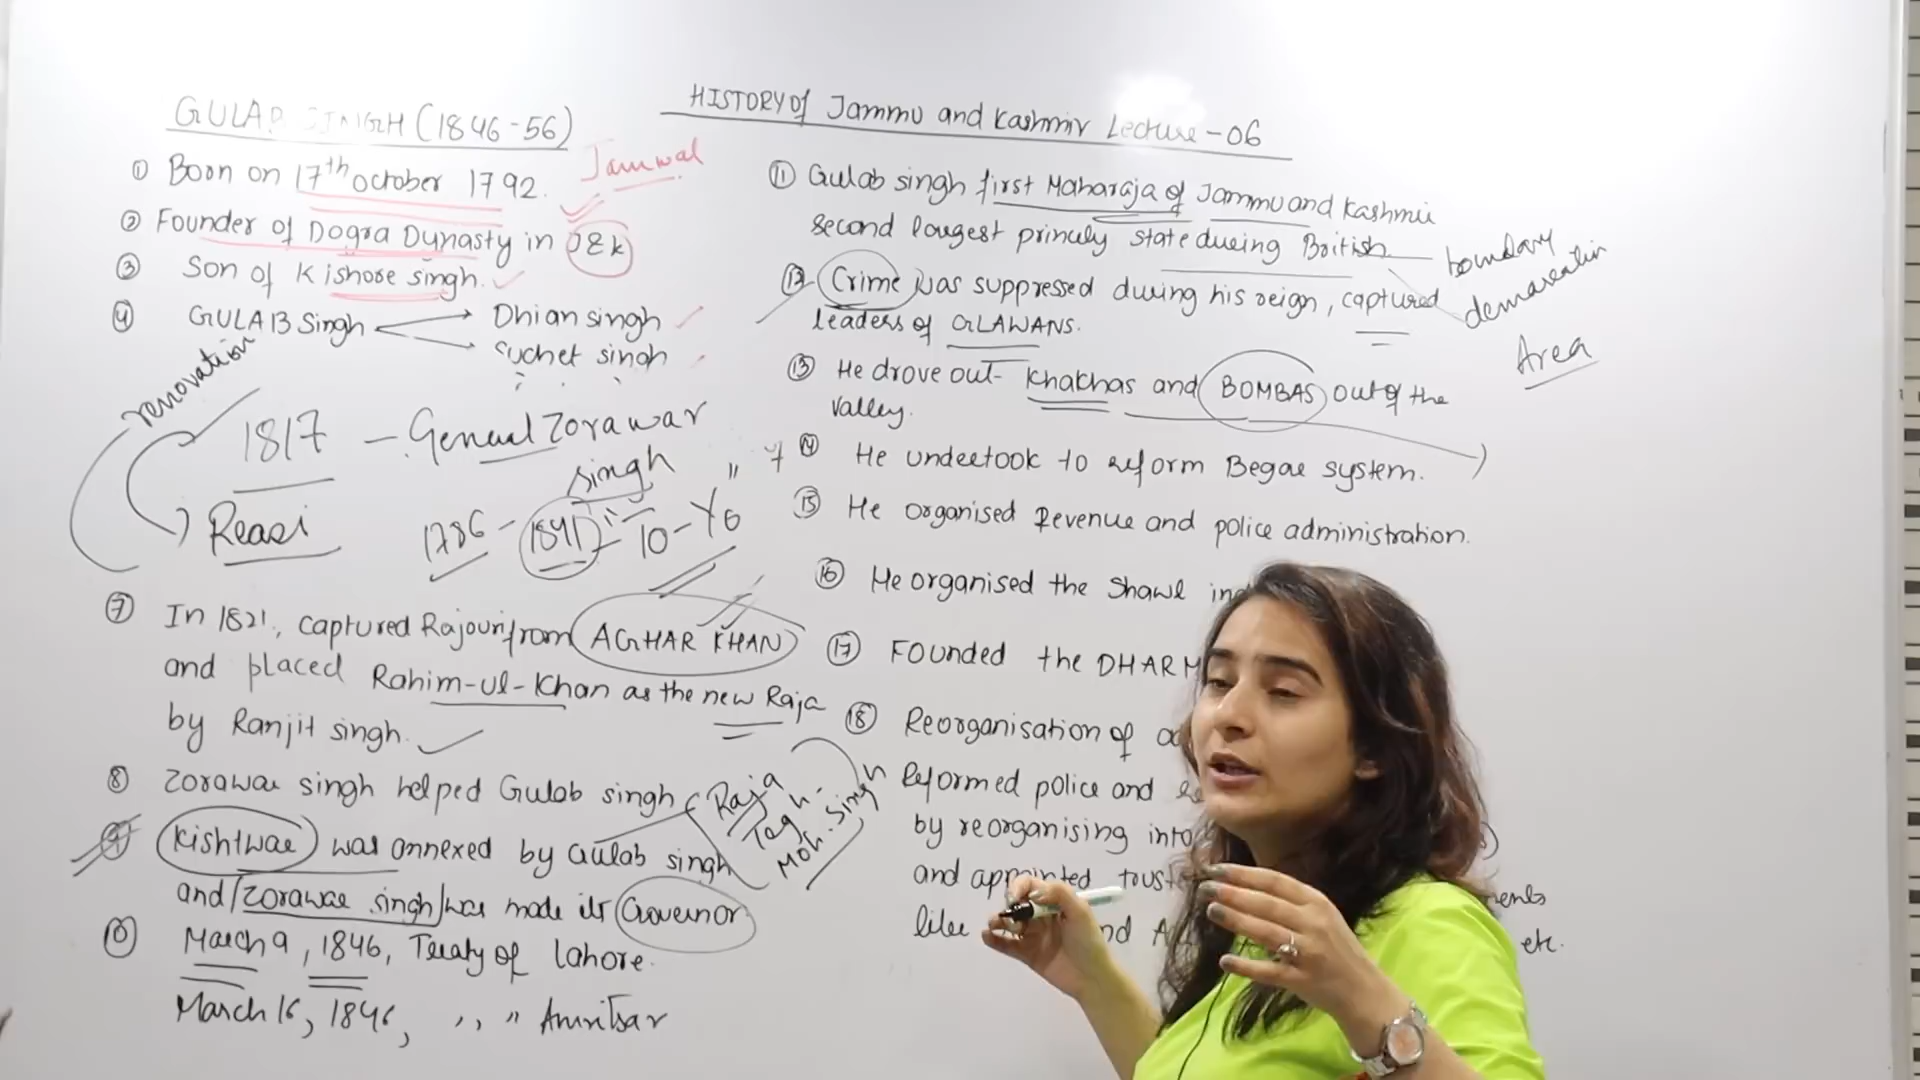 GULAB SINGH (1846-56)
Jamwal
① Born on 17th october 1792.
② Founder of Dogra Dynasty in J&k
③ Son of Kishore singh.
④ GULAB Singh Dhian singh
Suchet singh
renovation
1817 - General Zorawar
singh
Reasi
1786 - 1841
⑦ In 1821, captured Rajouri from AGHAR KHAN
and placed Rahim-ul-Khan as the new Raja
by Ranjit singh.
⑧ Zorawar singh helped Gulab singh
Raja
Tegh
Moh. Singh
⑨ Kishtwar was annexed by Gulab singh
and Zorawar singh was made its Governor
⑩ March 9, 1846, Treaty of Lahore.
March 16, 1846, ,, " Amritsar
HISTORY of Jammu and Kashmir Lecture-06
⑪ Gulab singh first Maharaja of Jammu and Kashmir
second largest princely state during British
boundary
demarcation
Area
⑫ Crime was suppressed during his reign, captured
leaders of GLAWANS.
⑬ He drove out Khakhas and BOMBAS out of the
valley.
⑭ He undertook to reform Begar system.
⑮ He organised Revenue and police administration.
⑯ He organised the Shawl in
⑰ FOUNDED the DHARM
⑱ Reorganisation of
Reformed police and
by reorganising into
and appointed trust
ments
like nd etc.